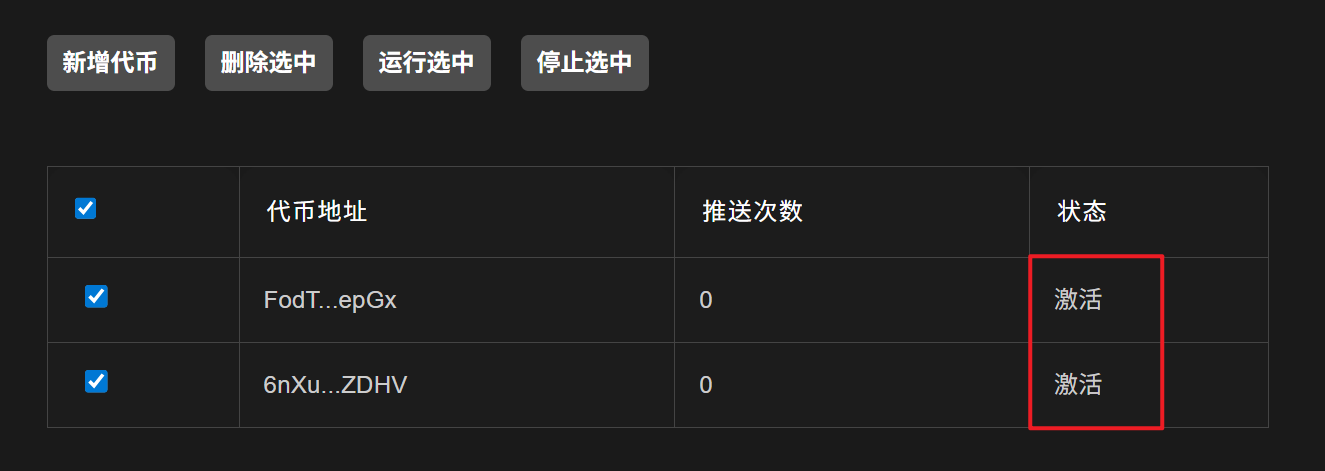 新增代币 删除选中 运行选中 停止选中
代币地址 推送次数 状态
FodT...epGx 0 激活
6nXu...ZDHV 0 激活